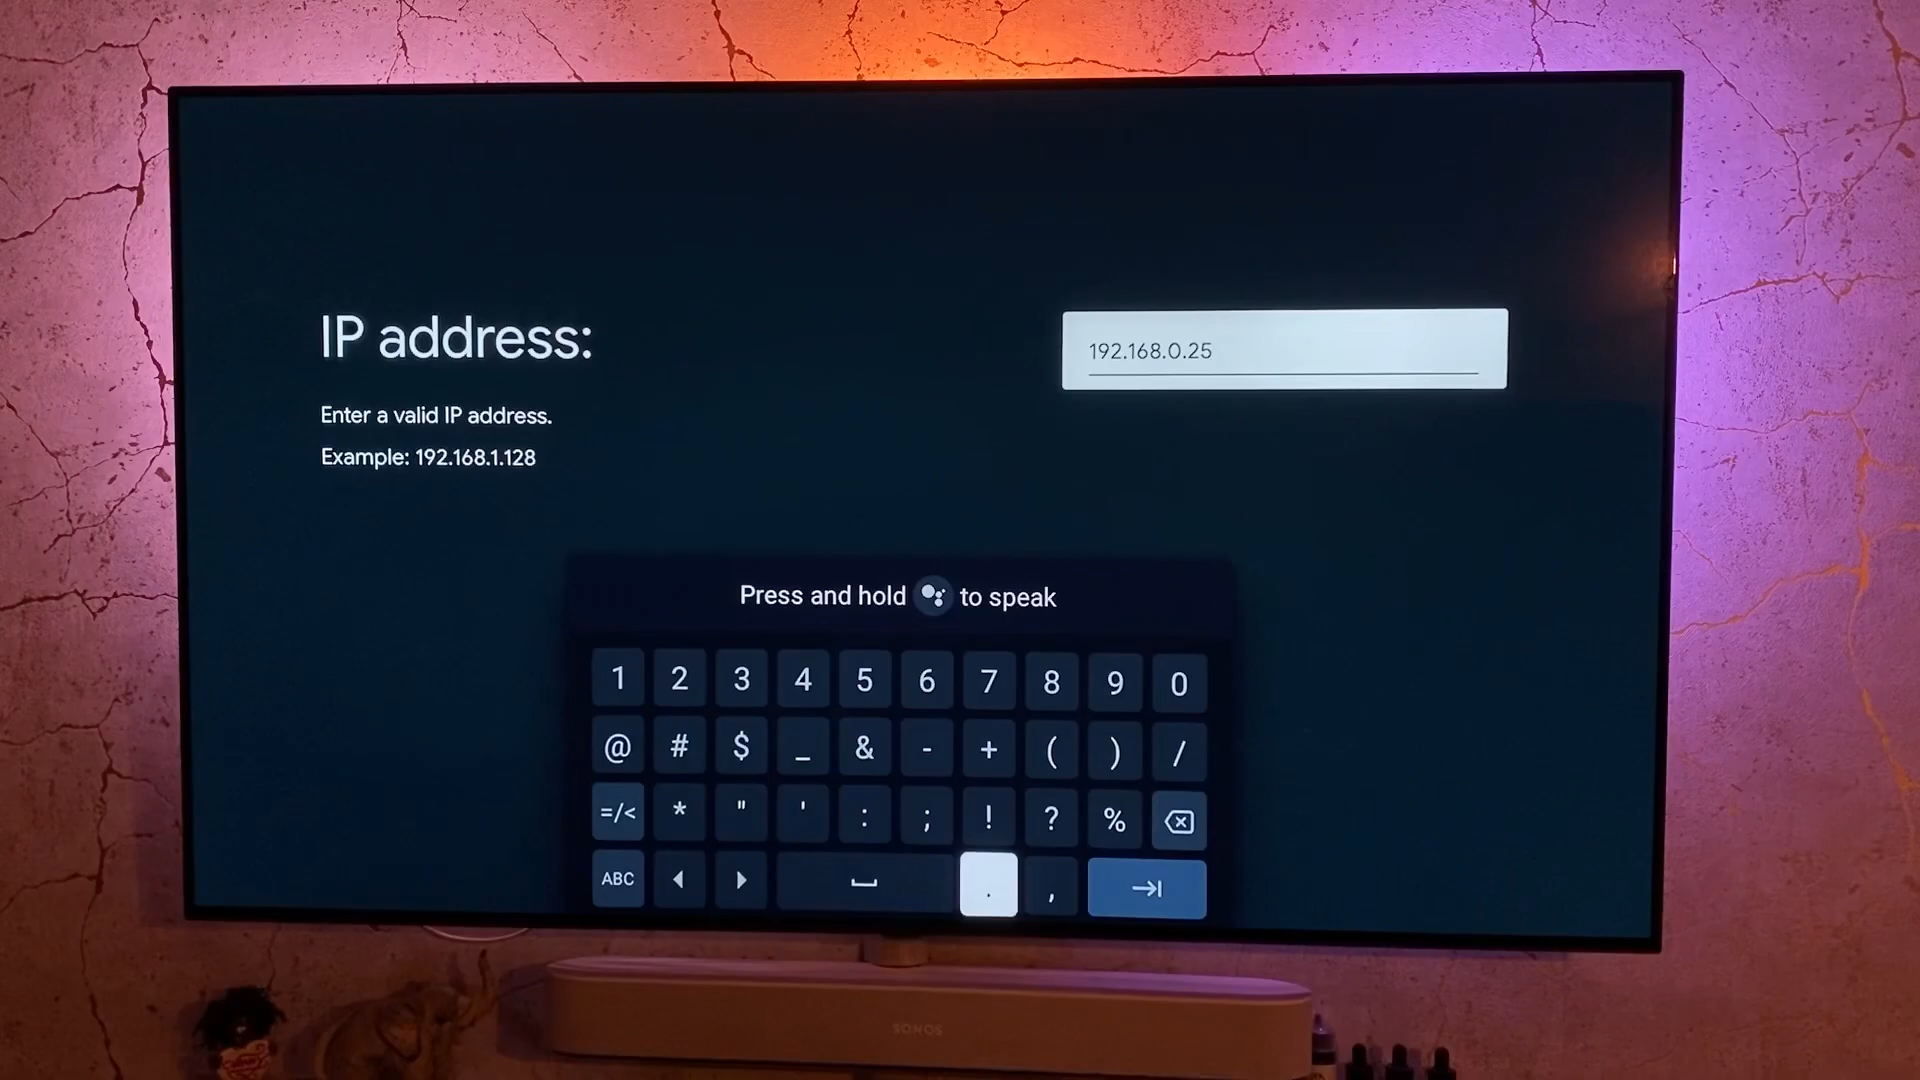 IP address:
192.168.0.25
Enter a valid IP address.
Example: 192.168.1.128
Press and hold to speak
1 2 3 4 5 6 7 8 9 0
@ # $ _ & - + ( ) /
=/< * " ' : ; ! ? %
ABC . ,
SONOS